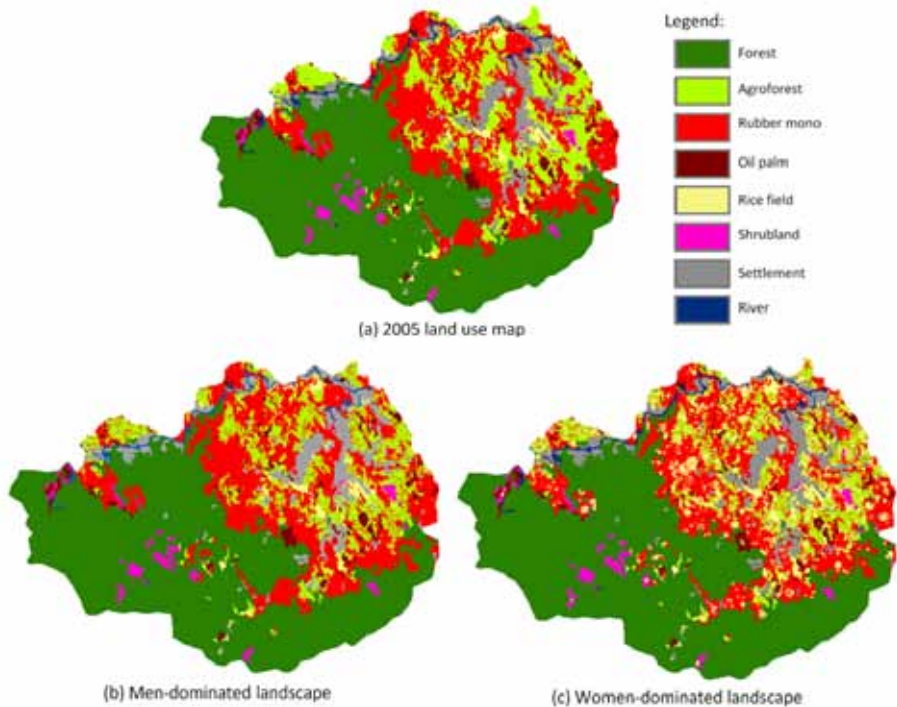 Legend:
Forest
Agroforest
Rubber mono
Oil palm
Rice field
Shrubland
Settlement
River
(a) 2005 land use map
(b) Men-dominated landscape
(c) Women-dominated landscape